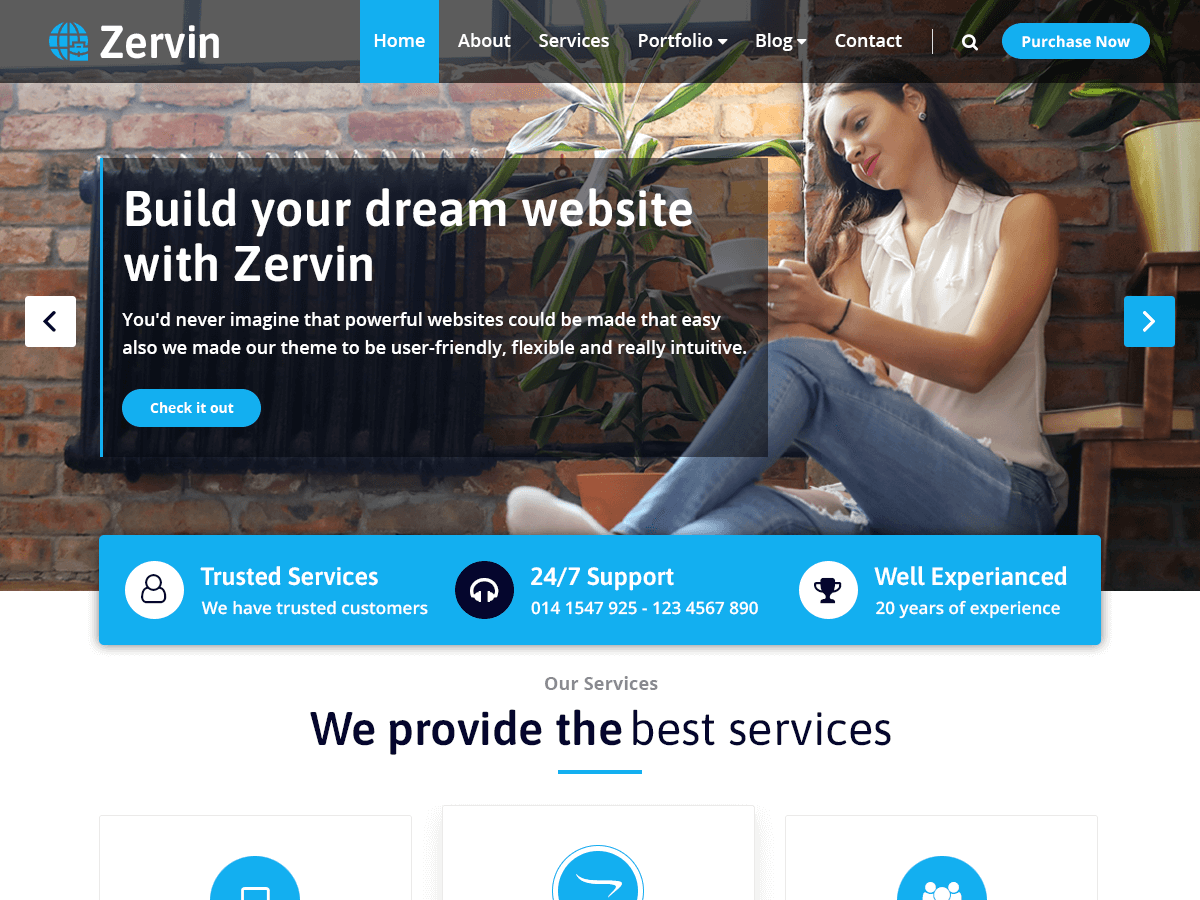 Zervin
Home About Services Portfolio Blog Contact Purchase Now
Build your dream website
with Zervin
You'd never imagine that powerful websites could be made that easy
also we made our theme to be user-friendly, flexible and really intuitive.
Check it out
Trusted Services
We have trusted customers
24/7 Support
014 1547 925 - 123 4567 890
Well Experianced
20 years of experience
Our Services
We provide the best services